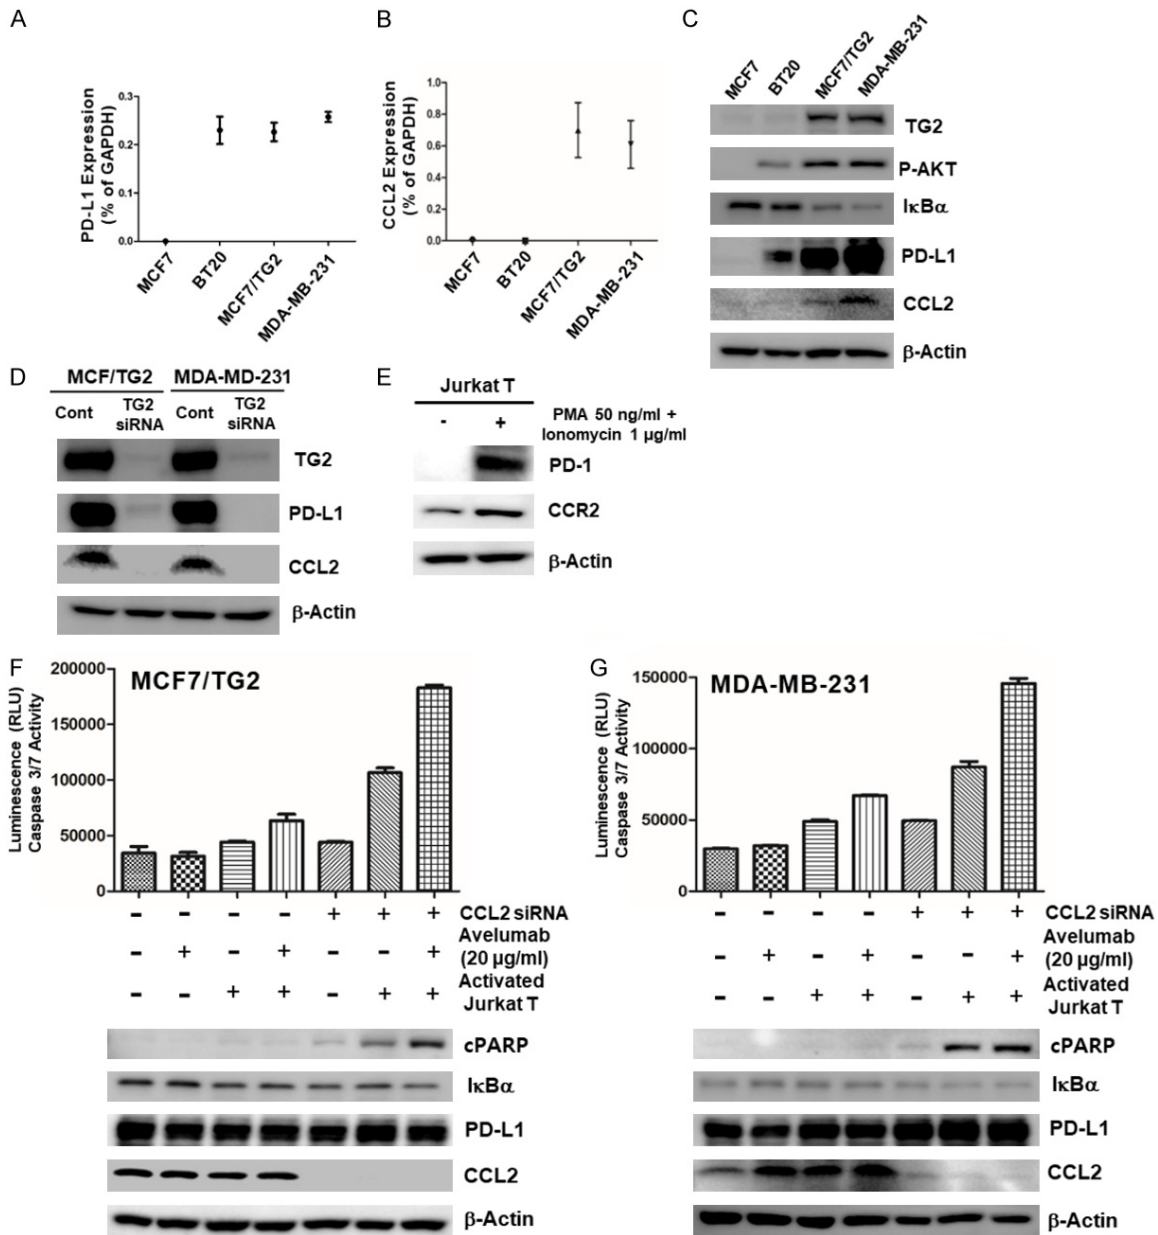 A
PD-L1 Expression
(% of GAPDH)
0.3
0.2
0.1
0.0
MCF7
BT20
MCF7/TG2
MDA-MB-231
B
CCL2 Expression
(% of GAPDH)
1.0
0.8
0.6
0.4
0.2
0.0
MCF7
BT20
MCF7/TG2
MDA-MB-231
C
MCF7
BT20
MCF7/TG2
MDA-MB-231
TG2
P-AKT
IκBα
PD-L1
CCL2
β-Actin
D
MCF/TG2 MDA-MD-231
Cont TG2 siRNA Cont TG2 siRNA
TG2
PD-L1
CCL2
β-Actin
E
Jurkat T
- + PMA 50 ng/ml +
Ionomycin 1 µg/ml
PD-1
CCR2
β-Actin
F
MCF7/TG2
Luminescence (RLU)
Caspase 3/7 Activity
200000
150000
100000
50000
0
- - - - + + + CCL2 siRNA
- + - + - - + Avelumab
(20 µg/ml)
- - + + - + + Activated
Jurkat T
cPARP
IκBα
PD-L1
CCL2
β-Actin
G
MDA-MB-231
Luminescence (RLU)
Caspase 3/7 Activity
150000
100000
50000
0
- - - - + + + CCL2 siRNA
- + - + - - + Avelumab
(20 µg/ml)
- - + + - + + Activated
Jurkat T
cPARP
IκBα
PD-L1
CCL2
β-Actin